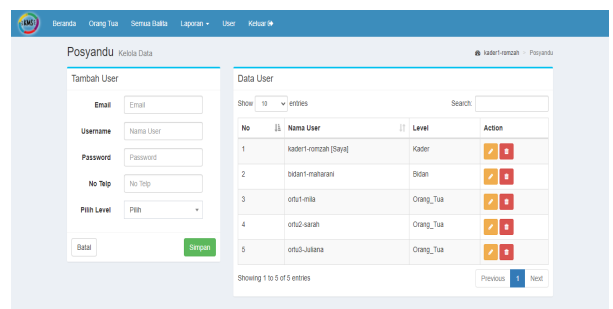 KMS
Beranda Orang Tua Semua Balita Laporan User Keluar
Posyandu Kelola Data
kader1-romzah > Posyandu
Tambah User
Email Email
Username Nama User
Password Password
No Telp No Telp
Pilih Level Pilih
Batal Simpan
Data User
Show 10 entries Search:
No Nama User Level Action
1 kader1-romzah [Saya] Kader
2 bidan1-maharani Bidan
3 ortu1-mila Orang_Tua
4 ortu2-sarah Orang_Tua
5 ortu3-Juliana Orang_Tua
Showing 1 to 5 of 5 entries Previous 1 Next